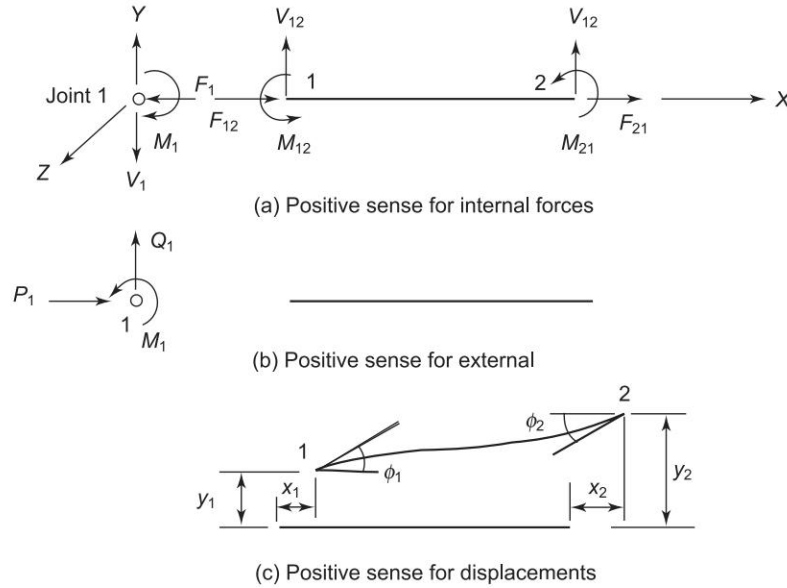 Y
V₁₂
V₁₂
Joint 1
F₁
1
2
X
F₁₂
F₂₁
M₁
M₁₂
M₂₁
Z
V₁
(a) Positive sense for internal forces
Q₁
P₁
1
M₁
(b) Positive sense for external
2
ϕ₂
1
ϕ₁
y₁
x₁
x₂
y₂
(c) Positive sense for displacements